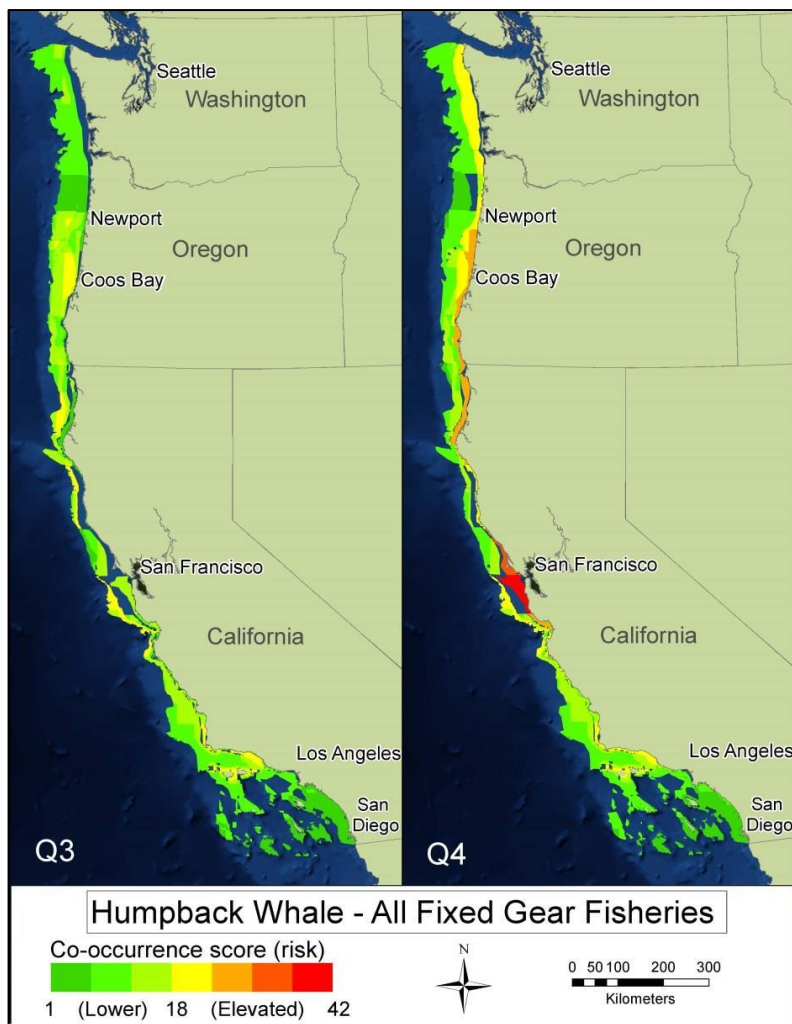 Seattle
Washington
Newport
Oregon
Coos Bay
San Francisco
California
Los Angeles
San
Diego
Q3
Seattle
Washington
Newport
Oregon
Coos Bay
San Francisco
California
Los Angeles
San
Diego
Q4
Humpback Whale - All Fixed Gear Fisheries
Co-occurrence score (risk)
1 (Lower) 18 (Elevated) 42
N
0 50 100 200 300
Kilometers